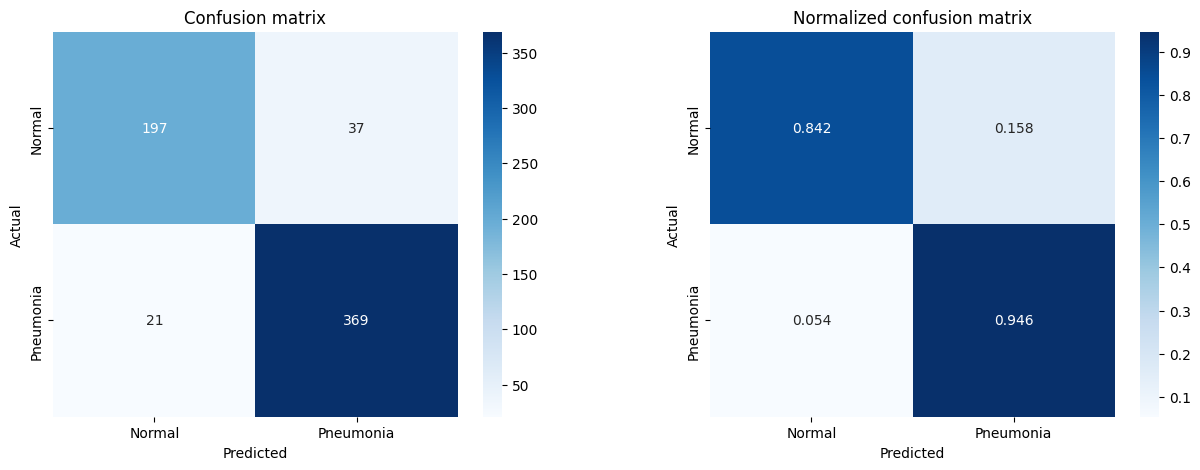 Confusion matrix
Normal
Pneumonia
Actual
197
37
21
369
Normal
Pneumonia
Predicted
350
300
250
200
150
100
50
Normalized confusion matrix
Normal
Pneumonia
Actual
0.842
0.158
0.054
0.946
Normal
Pneumonia
Predicted
0.9
0.8
0.7
0.6
0.5
0.4
0.3
0.2
0.1